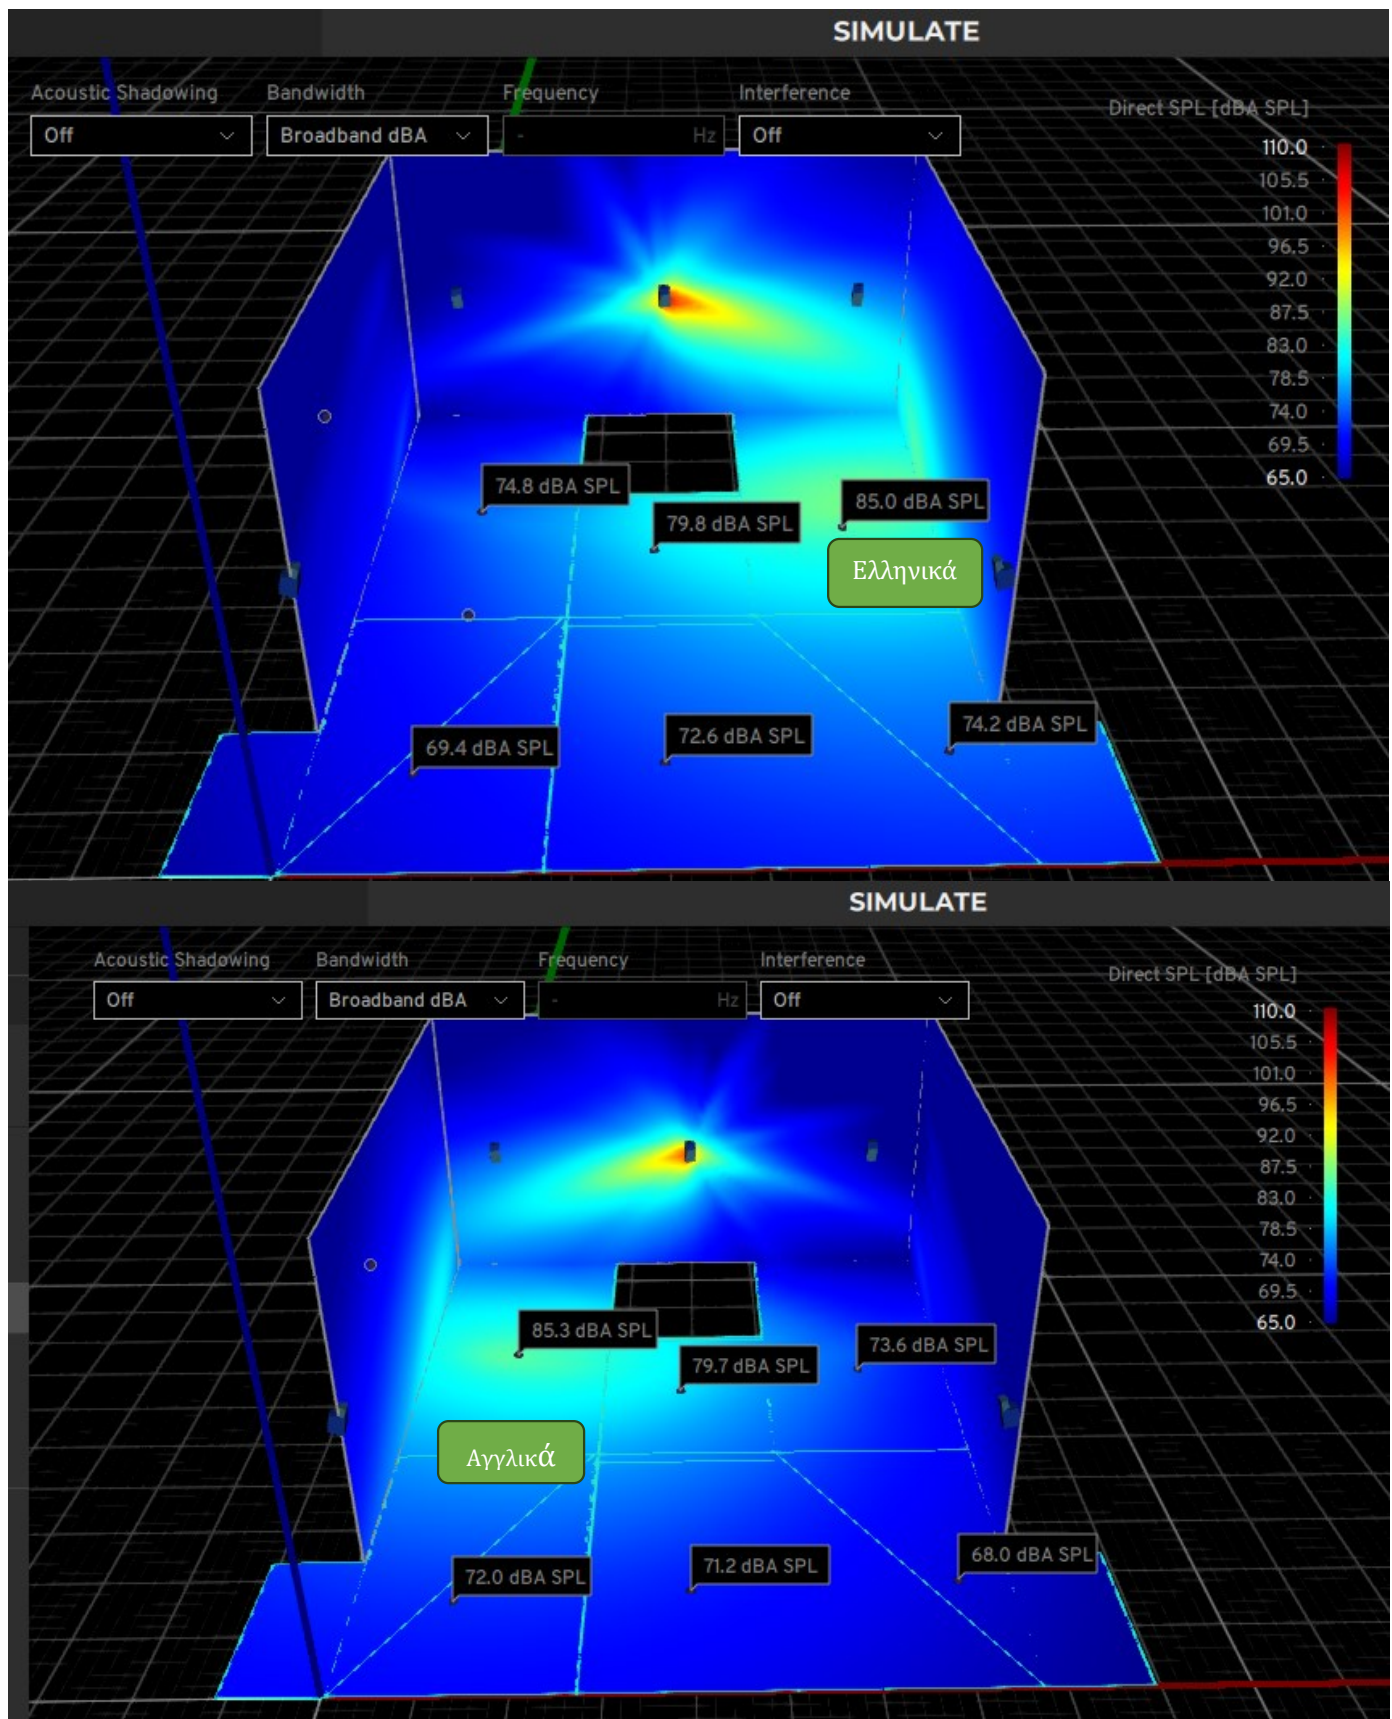 SIMULATE
Acoustic Shadowing Bandwidth Frequency Interference
Direct SPL [dBA SPL]
Off Broadband dBA - Hz Off
110.0
105.5
101.0
96.5
92.0
87.5
83.0
78.5
74.0
69.5
65.0
74.8 dBA SPL
79.8 dBA SPL
85.0 dBA SPL
Ελληνικά
69.4 dBA SPL
72.6 dBA SPL
74.2 dBA SPL
SIMULATE
Acoustic Shadowing Bandwidth Frequency Interference
Direct SPL [dBA SPL]
Off Broadband dBA - Hz Off
110.0
105.5
101.0
96.5
92.0
87.5
83.0
78.5
74.0
69.5
65.0
85.3 dBA SPL
79.7 dBA SPL
73.6 dBA SPL
Αγγλικά
72.0 dBA SPL
71.2 dBA SPL
68.0 dBA SPL